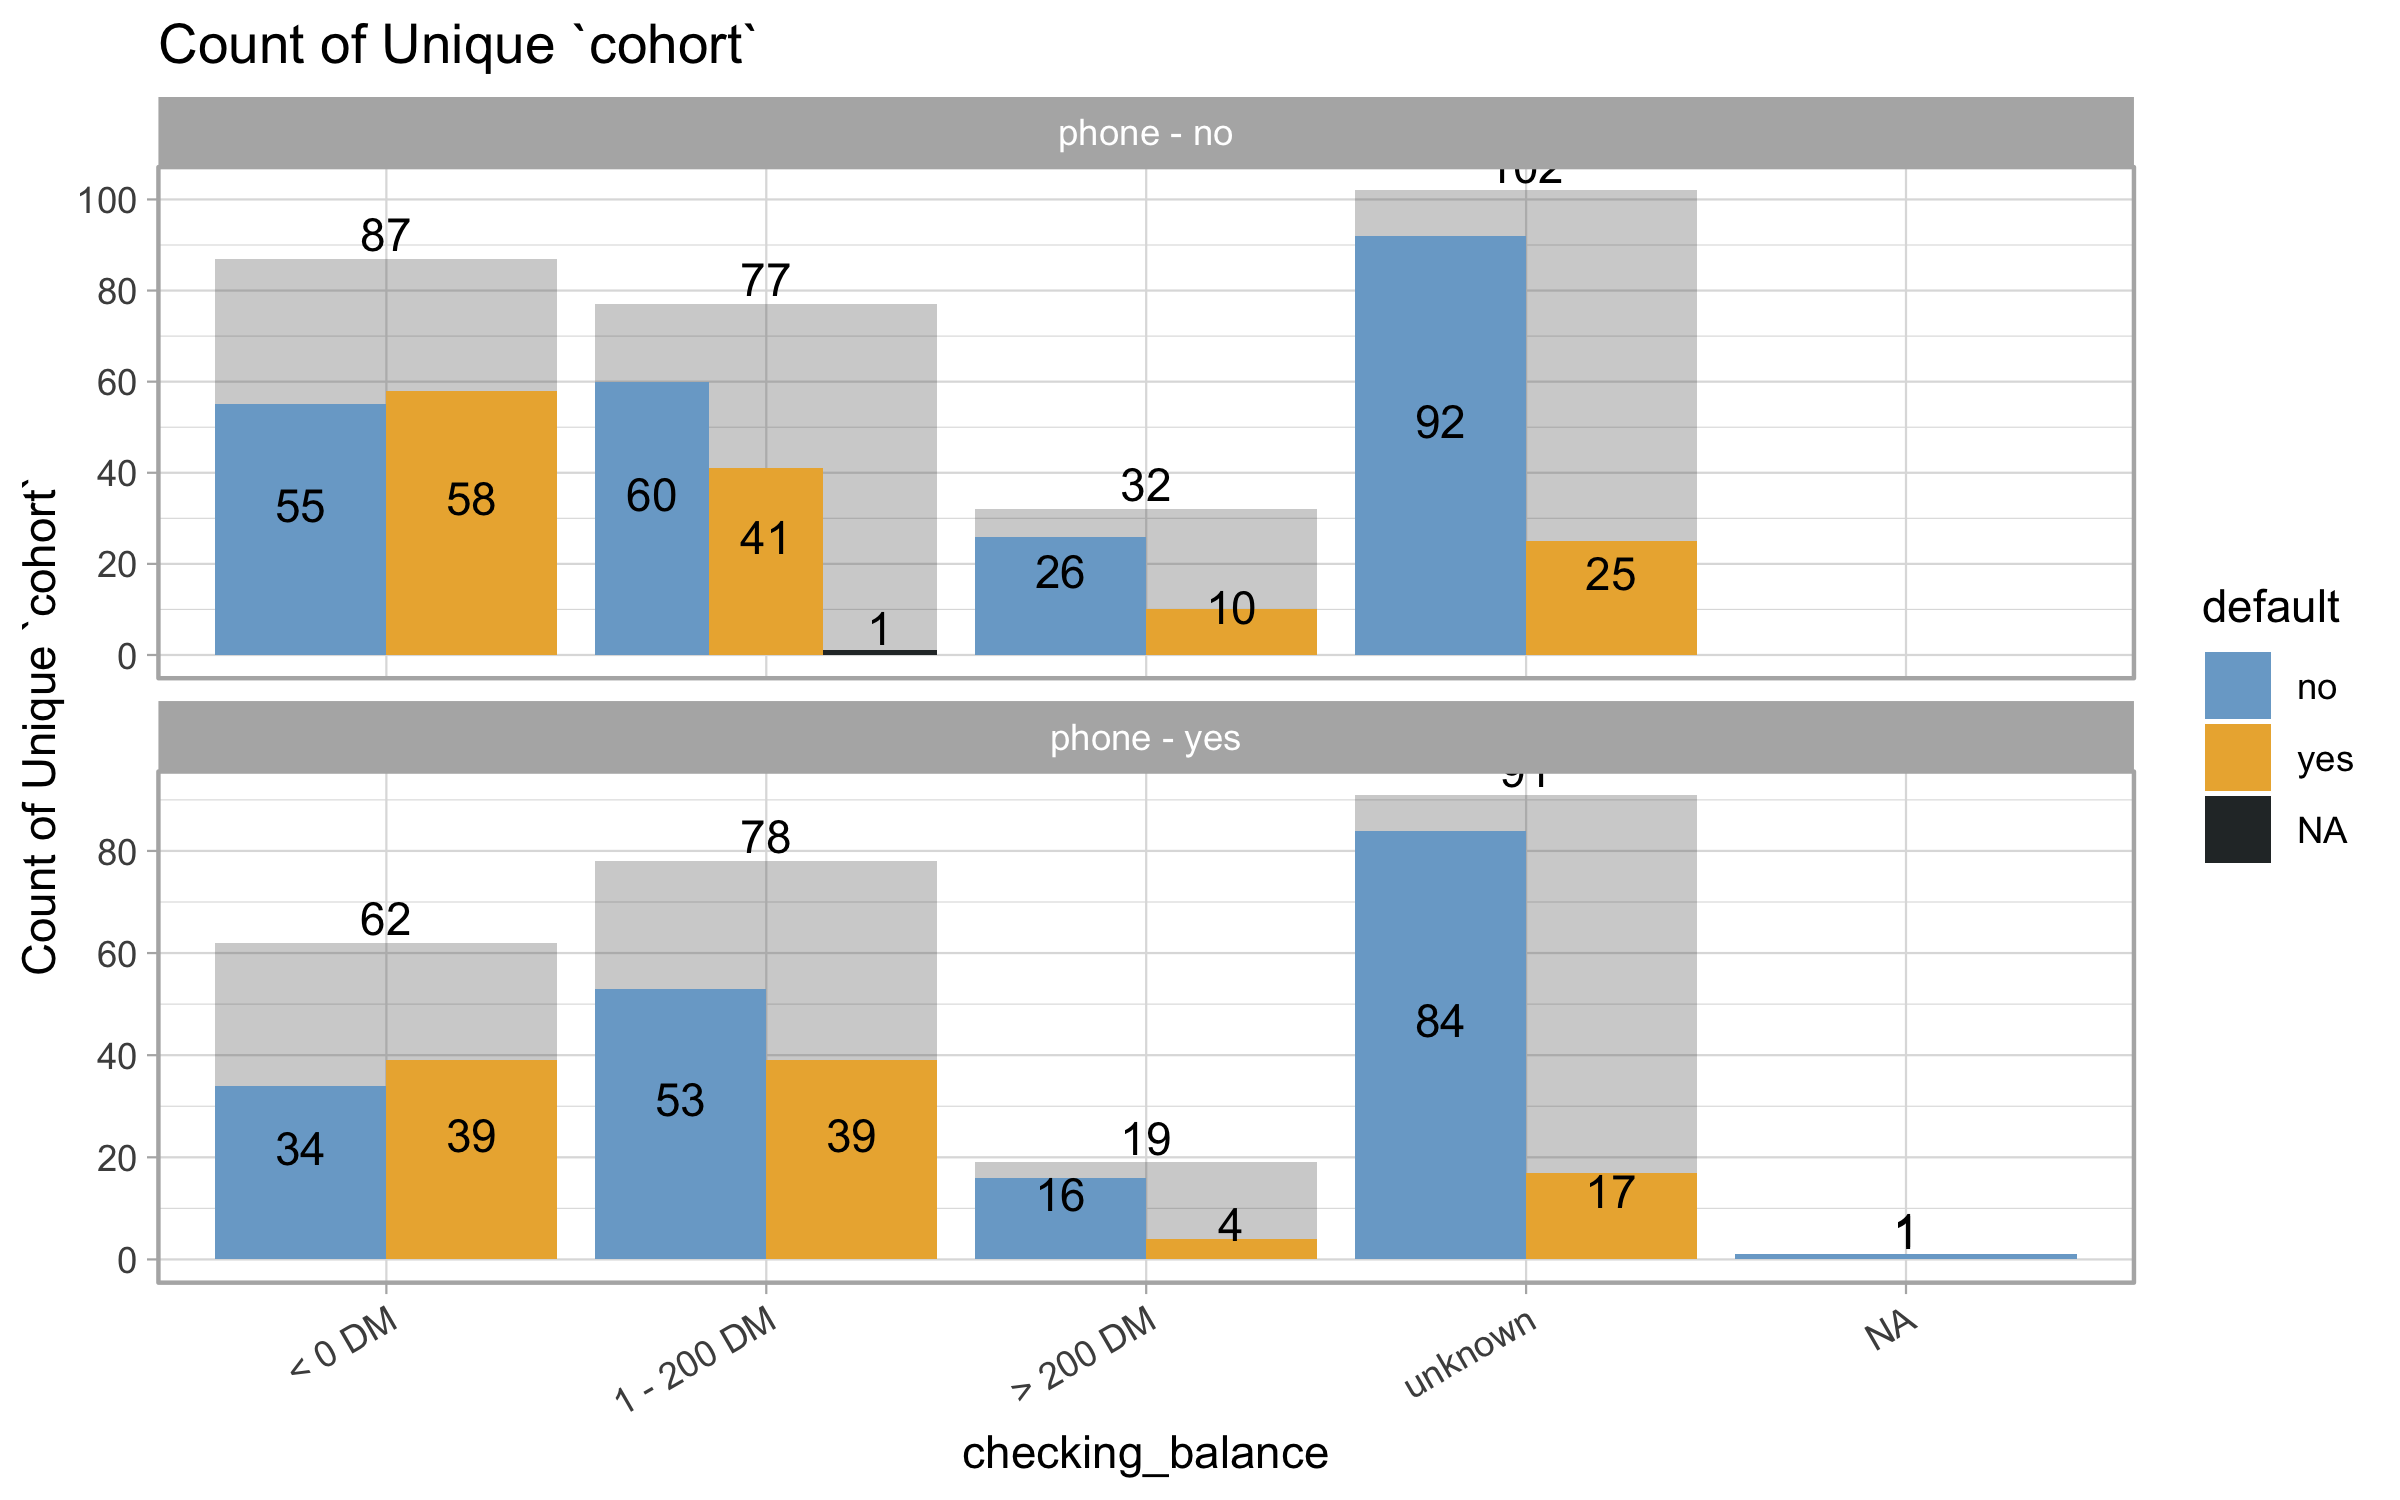 Count of Unique `cohort`
phone - no
100
80
60
40
20
0
87
77
32
102
55
58
60
41
1
26
10
92
25
phone - yes
80
60
40
20
0
62
78
19
91
1
34
39
53
39
16
4
84
17
Count of Unique `cohort`
< 0 DM
1 - 200 DM
> 200 DM
unknown
NA
checking_balance
default
no
yes
NA